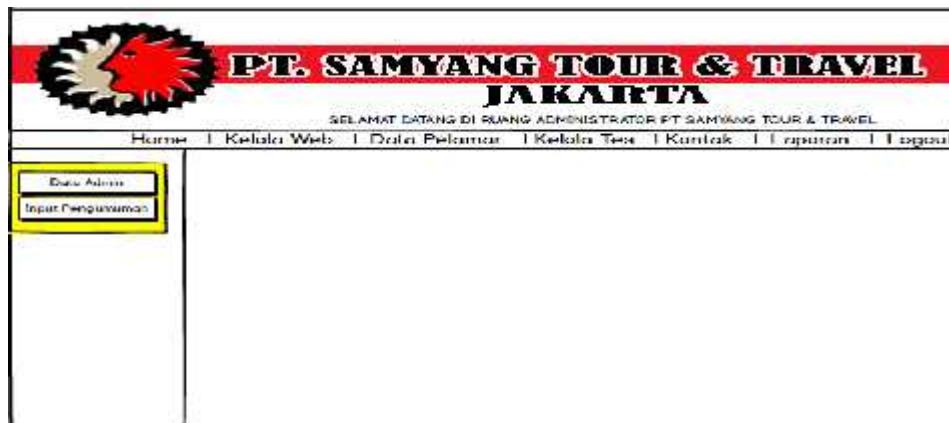 PT. SAMYANG TOUR & TRAVEL
JAKARTA
SELAMAT DATANG DI RUANG ADMINISTRATOR PT SAMYANG TOUR & TRAVEL
Home | Kelola Web | Data Pelamar | Kelola Tes | Kontak | Laporan | Logout
Data Admin
Input Pengumuman